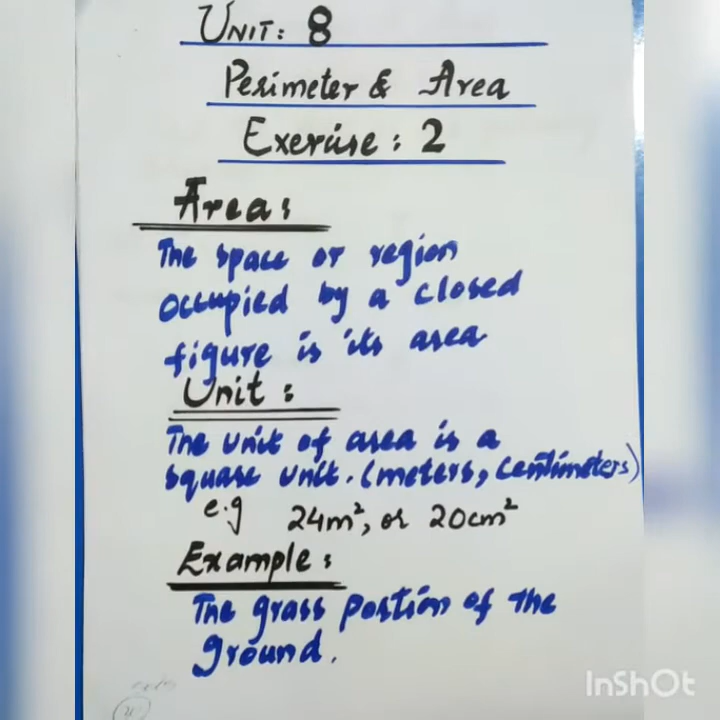 UNIT: 8
Perimeter & Area
Exercise: 2
Area:
The space or region
occupied by a closed
figure is its area
Unit:
The unit of area is a
square unit. (meters, centimeters)
e.g 24m², or 20cm²
Example:
The grass portion of the
ground.
InShOt